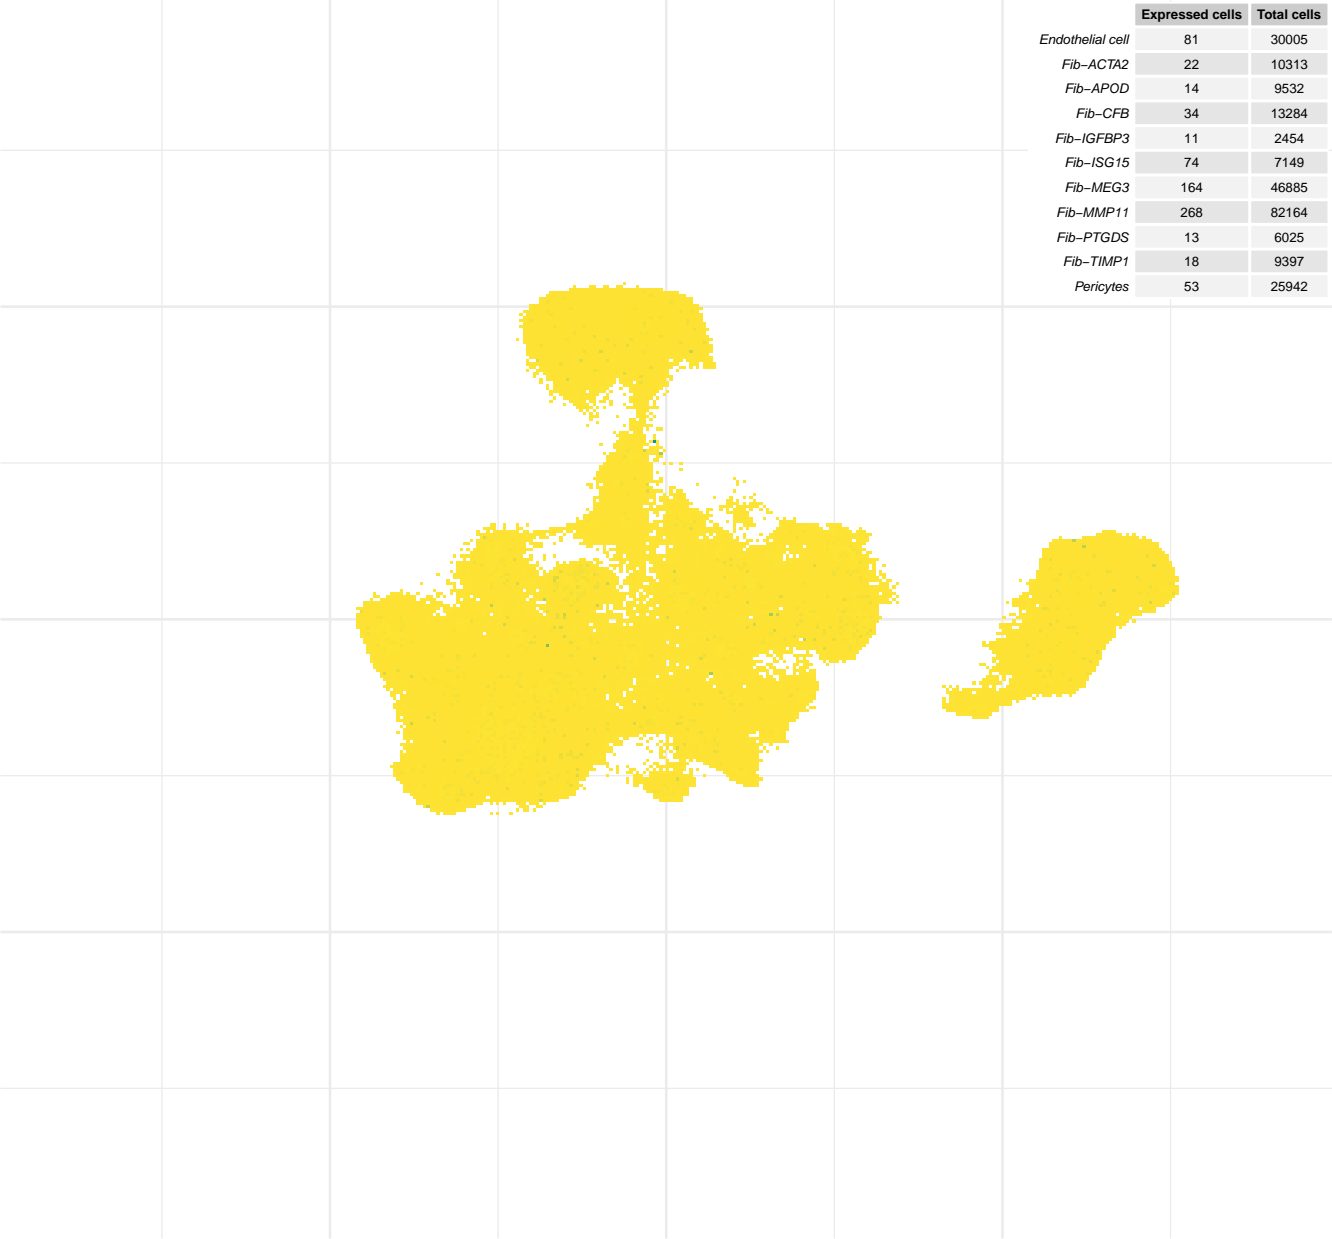 Expressed cells Total cells
Endothelial cell 81 30005
Fib−ACTA2 22 10313
Fib−APOD 14 9532
Fib−CFB 34 13284
Fib−IGFBP3 11 2454
Fib−ISG15 74 7149
Fib−MEG3 164 46885
Fib−MMP11 268 82164
Fib−PTGDS 13 6025
Fib−TIMP1 18 9397
Pericytes 53 25942